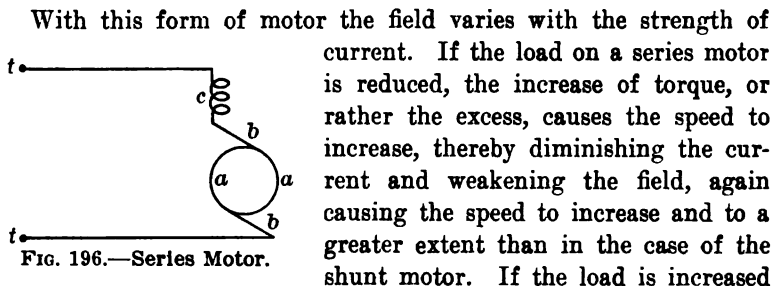 With this form of motor the field varies with the strength of
current. If the load on a series motor
is reduced, the increase of torque, or
rather the excess, causes the speed to
increase, thereby diminishing the cur-
rent and weakening the field, again
causing the speed to increase and to a
greater extent than in the case of the
shunt motor. If the load is increased
t
c
b
a a
b
t
FIG. 196.—Series Motor.